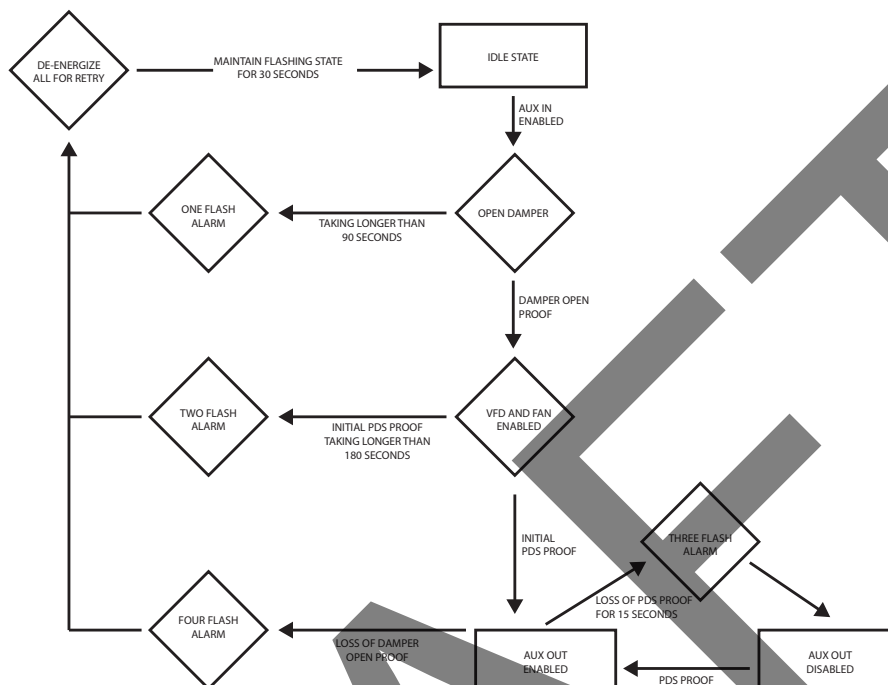 DE-ENERGIZE
ALL FOR RETRY
MAINTAIN FLASHING STATE
FOR 30 SECONDS
IDLE STATE
AUX IN
ENABLED
ONE FLASH
ALARM
TAKING LONGER THAN
90 SECONDS
OPEN DAMPER
DAMPER OPEN
PROOF
TWO FLASH
ALARM
INITIAL PDS PROOF
TAKING LONGER THAN
180 SECONDS
VFD AND FAN
ENABLED
INITIAL
PDS PROOF
THREE FLASH
ALARM
LOSS OF PDS PROOF
FOR 15 SECONDS
FOUR FLASH
ALARM
LOSS OF DAMPER
OPEN PROOF
AUX OUT
ENABLED
PDS PROOF
AUX OUT
DISABLED